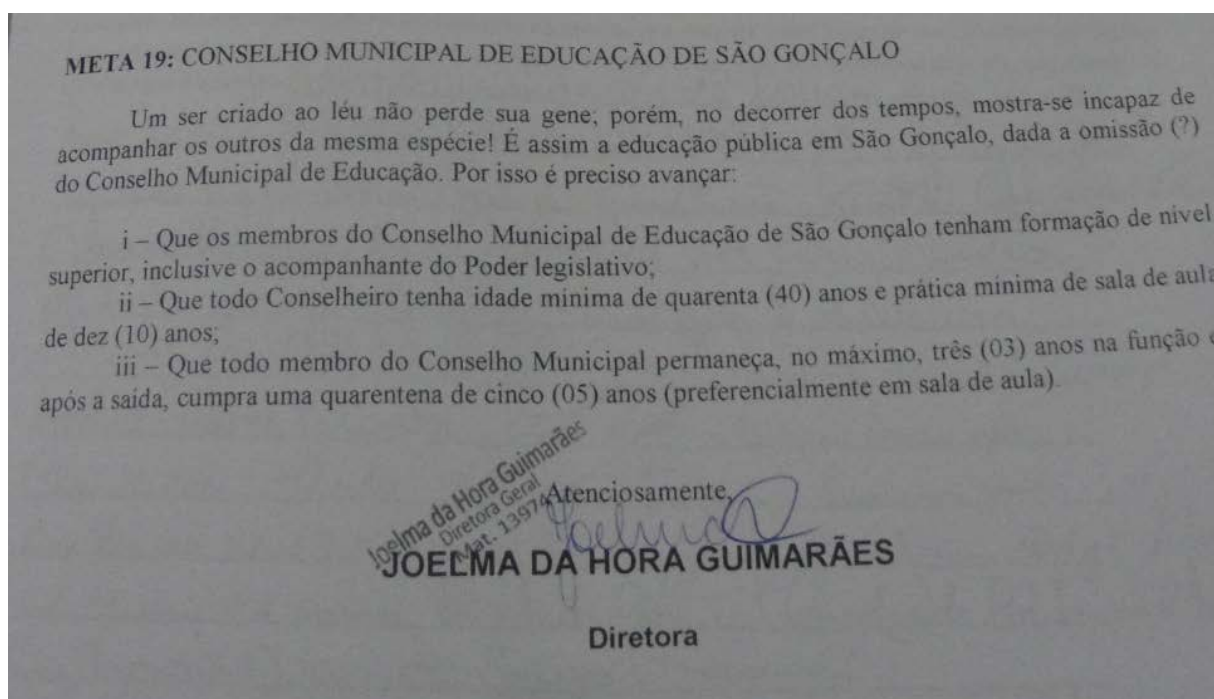 META 19: CONSELHO MUNICIPAL DE EDUCAÇÃO DE SÃO GONÇALO
Um ser criado ao léu não perde sua gene; porém, no decorrer dos tempos, mostra-se incapaz de
acompanhar os outros da mesma espécie! É assim a educação pública em São Gonçalo, dada a omissão (?)
do Conselho Municipal de Educação. Por isso é preciso avançar:
i – Que os membros do Conselho Municipal de Educação de São Gonçalo tenham formação de nível
superior, inclusive o acompanhante do Poder legislativo;
ii – Que todo Conselheiro tenha idade mínima de quarenta (40) anos e prática mínima de sala de aula
de dez (10) anos;
iii – Que todo membro do Conselho Municipal permaneça, no máximo, três (03) anos na função e
após a saída, cumpra uma quarentena de cinco (05) anos (preferencialmente em sala de aula).
Joelma da Hora Guimarães
Diretora Geral
Mat. 13974
Atenciosamente,
Joelma
JOELMA DA HORA GUIMARÃES
Diretora